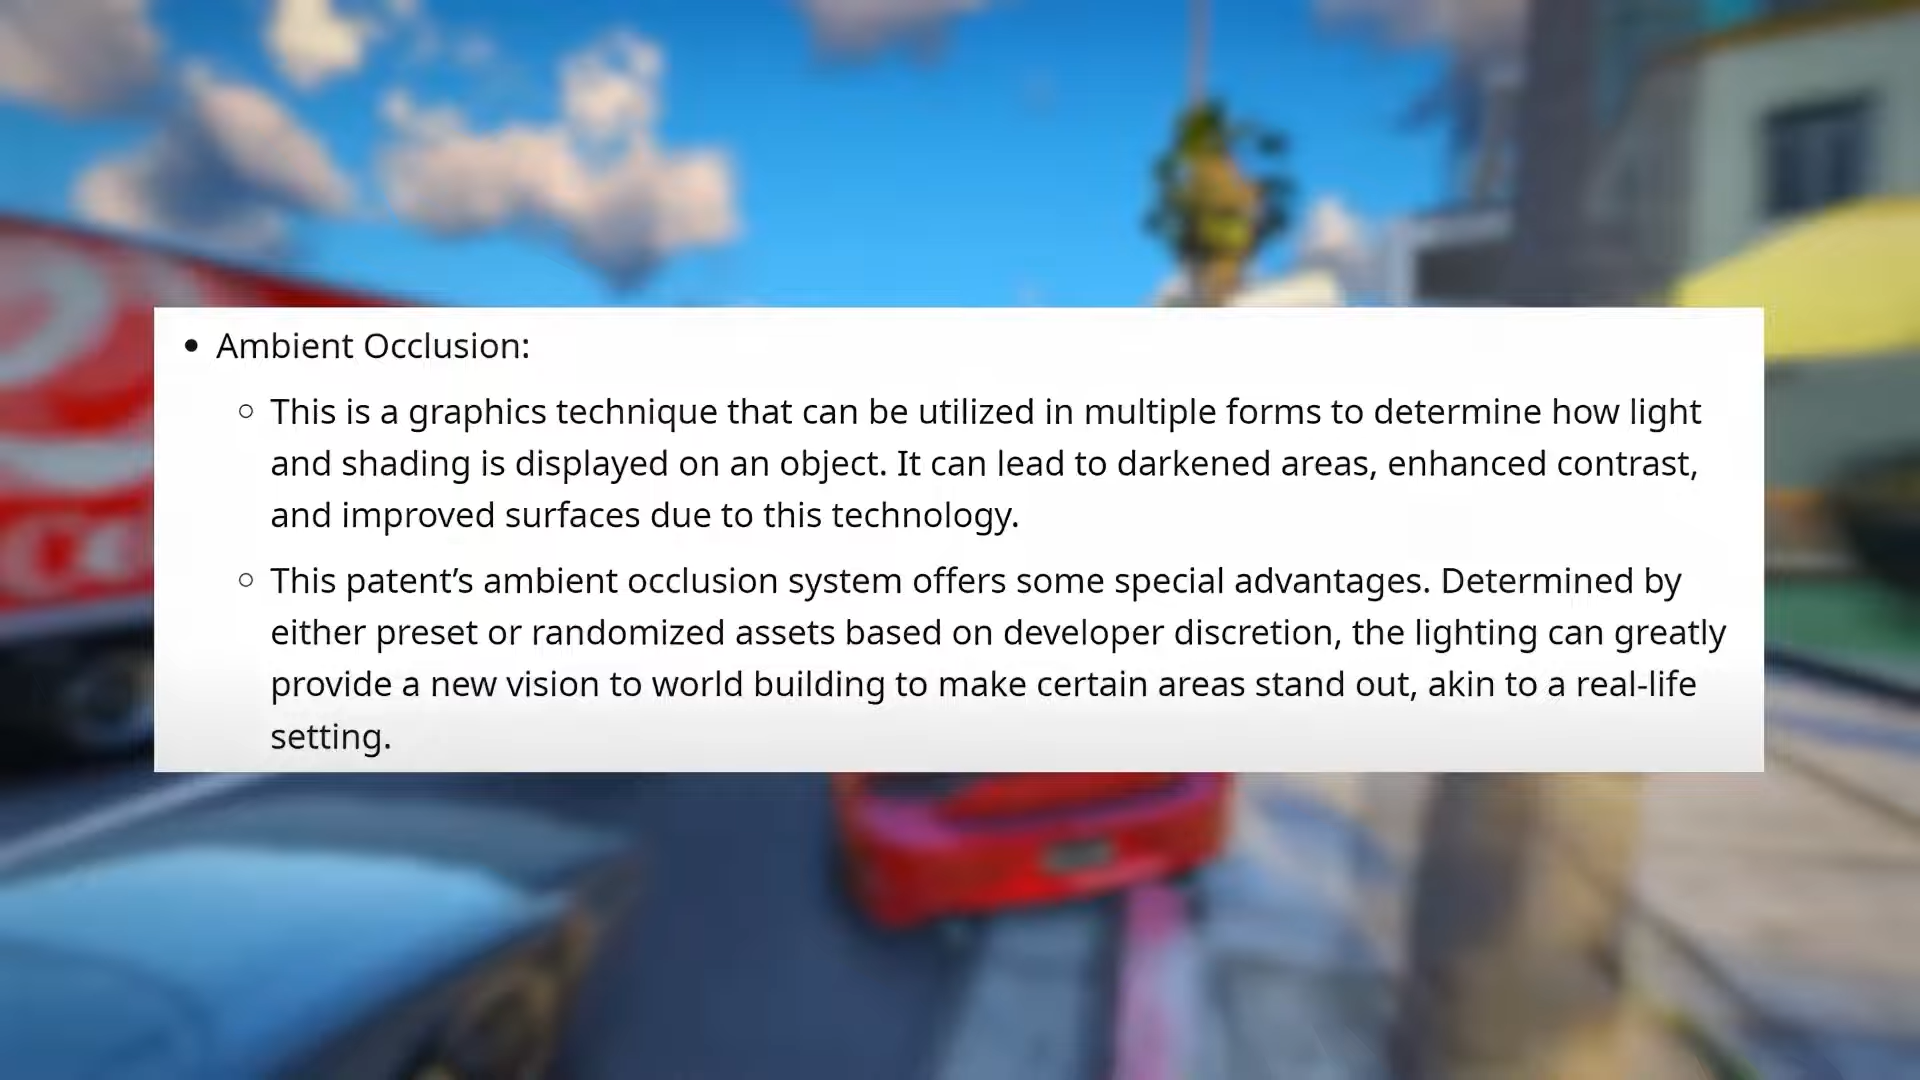 Ambient Occlusion:
This is a graphics technique that can be utilized in multiple forms to determine how light
and shading is displayed on an object. It can lead to darkened areas, enhanced contrast,
and improved surfaces due to this technology.
This patent’s ambient occlusion system offers some special advantages. Determined by
either preset or randomized assets based on developer discretion, the lighting can greatly
provide a new vision to world building to make certain areas stand out, akin to a real-life
setting.